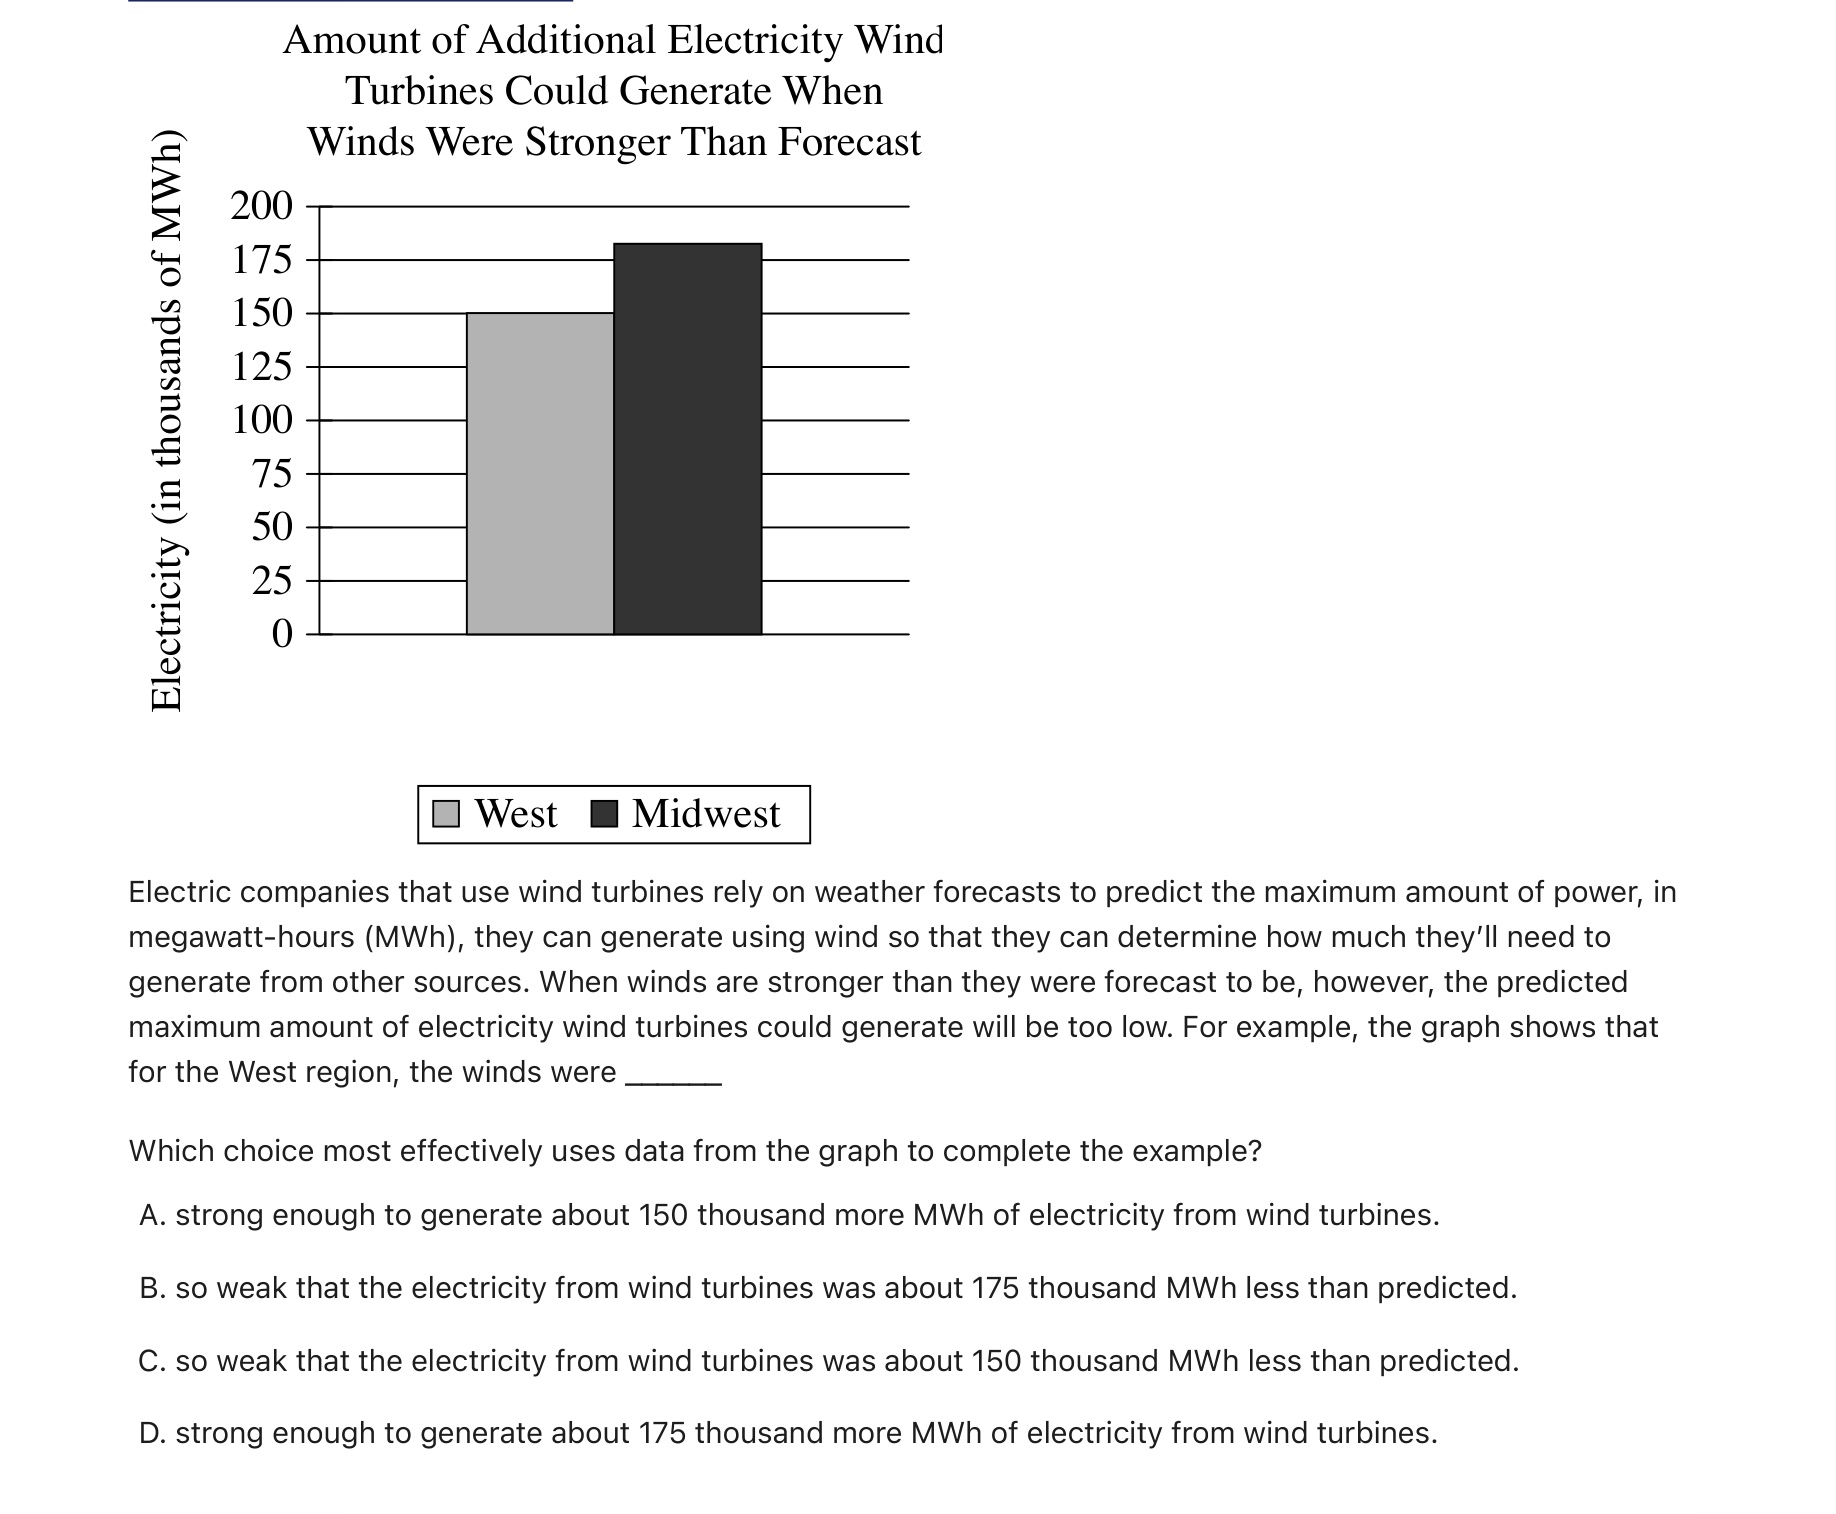 Amount of Additional Electricity Wind
Turbines Could Generate When
Winds Were Stronger Than Forecast
Electricity (in thousands of MWh)
200
175
150
125
100
75
50
25
0
West Midwest
Electric companies that use wind turbines rely on weather forecasts to predict the maximum amount of power, in
megawatt-hours (MWh), they can generate using wind so that they can determine how much they’ll need to
generate from other sources. When winds are stronger than they were forecast to be, however, the predicted
maximum amount of electricity wind turbines could generate will be too low. For example, the graph shows that
for the West region, the winds were ______
Which choice most effectively uses data from the graph to complete the example?
A. strong enough to generate about 150 thousand more MWh of electricity from wind turbines.
B. so weak that the electricity from wind turbines was about 175 thousand MWh less than predicted.
C. so weak that the electricity from wind turbines was about 150 thousand MWh less than predicted.
D. strong enough to generate about 175 thousand more MWh of electricity from wind turbines.